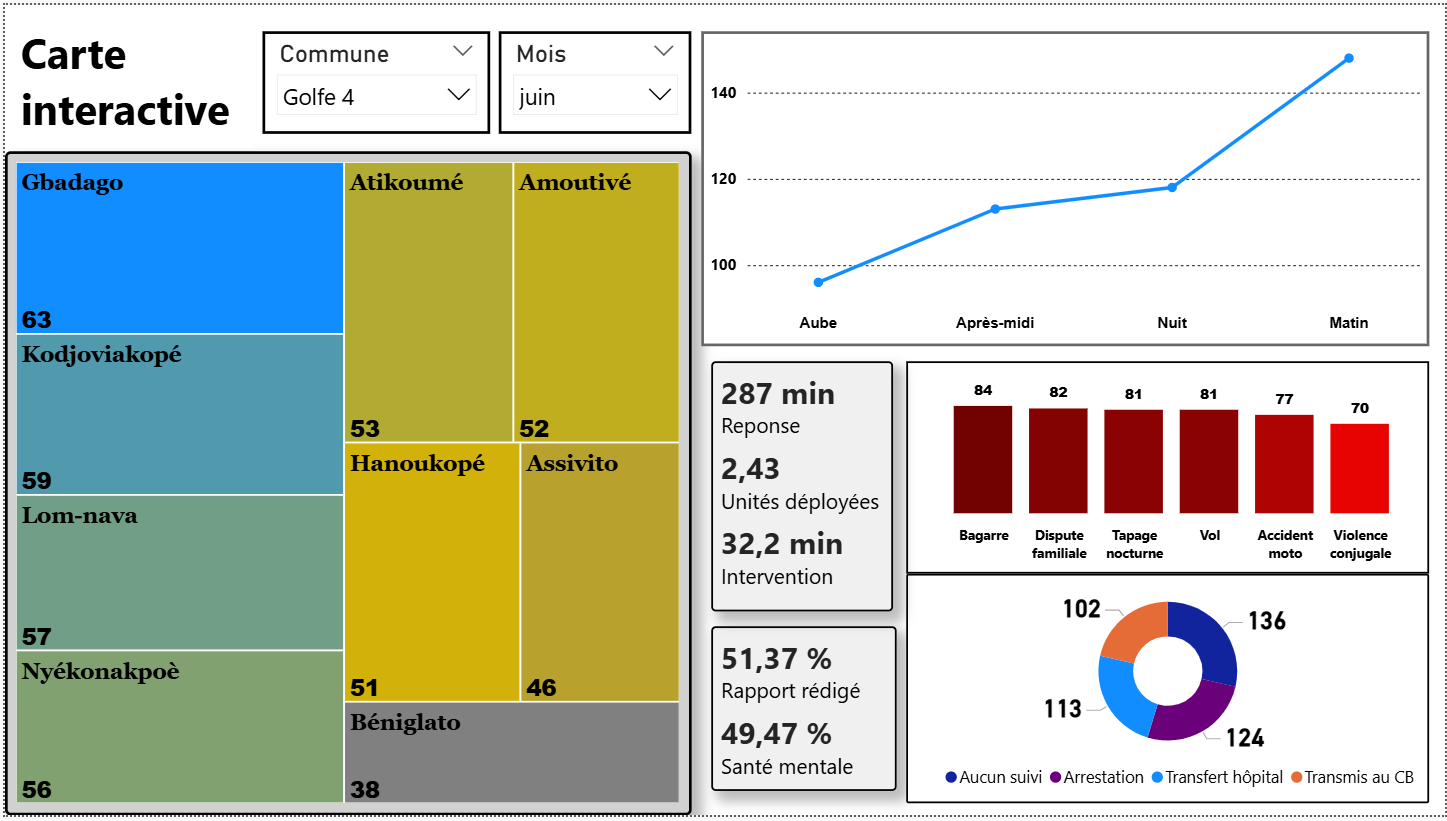 Carte
interactive
Commune
Golfe 4
Mois
juin
Gbadago
63
Kodjoviakopé
59
Lom-nava
57
Nyékonakpoè
56
Atikoumé
53
Amoutivé
52
Hanoukopé
51
Assivito
46
Béniglato
38
140
120
100
Aube
Après-midi
Nuit
Matin
287 min
Reponse
2,43
Unités déployées
32,2 min
Intervention
51,37 %
Rapport rédigé
49,47 %
Santé mentale
84
82
81
81
77
70
Bagarre
Dispute
familiale
Tapage
nocturne
Vol
Accident
moto
Violence
conjugale
102
136
113
124
Aucun suivi
Arrestation
Transfert hôpital
Transmis au CB